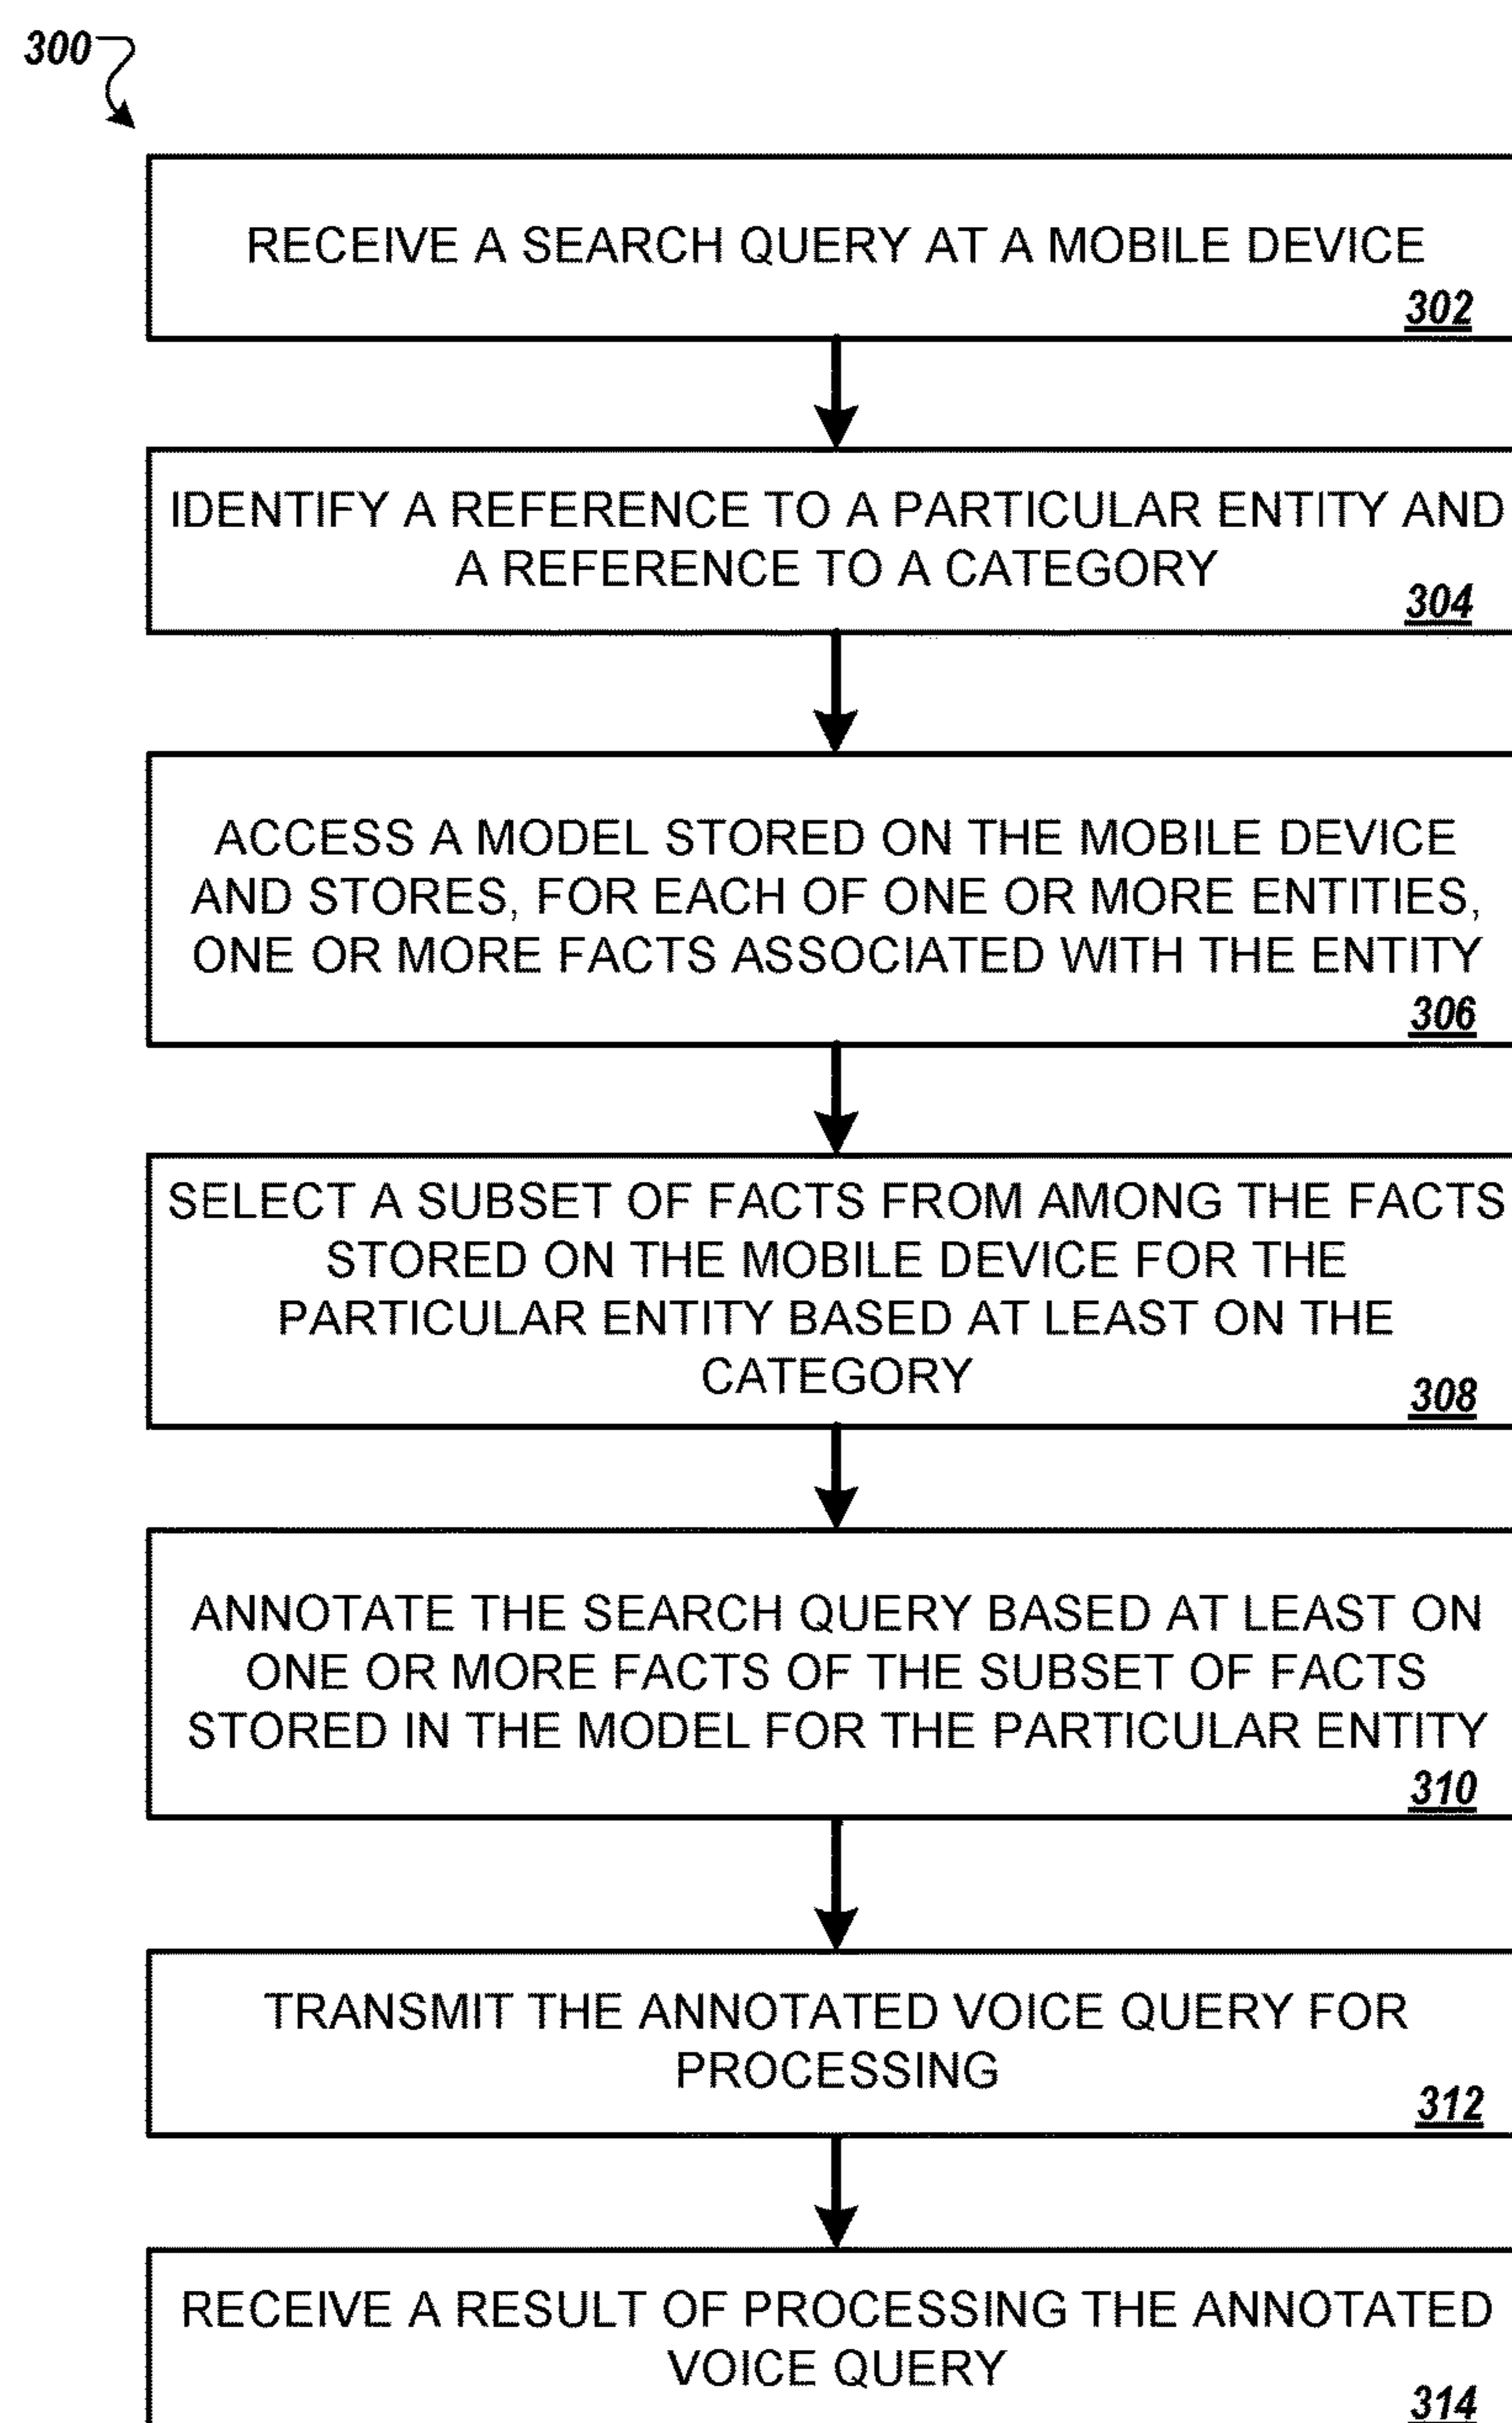 300
RECEIVE A SEARCH QUERY AT A MOBILE DEVICE
302
IDENTIFY A REFERENCE TO A PARTICULAR ENTITY AND
A REFERENCE TO A CATEGORY
304
ACCESS A MODEL STORED ON THE MOBILE DEVICE
AND STORES, FOR EACH OF ONE OR MORE ENTITIES,
ONE OR MORE FACTS ASSOCIATED WITH THE ENTITY
306
SELECT A SUBSET OF FACTS FROM AMONG THE FACTS
STORED ON THE MOBILE DEVICE FOR THE
PARTICULAR ENTITY BASED AT LEAST ON THE
CATEGORY
308
ANNOTATE THE SEARCH QUERY BASED AT LEAST ON
ONE OR MORE FACTS OF THE SUBSET OF FACTS
STORED IN THE MODEL FOR THE PARTICULAR ENTITY
310
TRANSMIT THE ANNOTATED VOICE QUERY FOR
PROCESSING
312
RECEIVE A RESULT OF PROCESSING THE ANNOTATED
VOICE QUERY
314